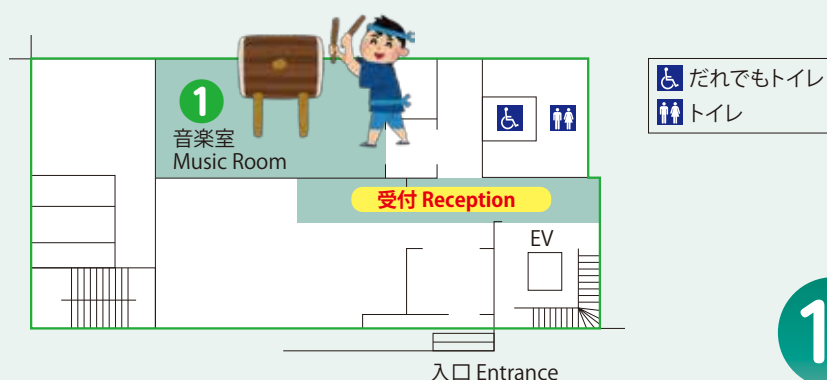 1
音楽室
Music Room
受付 Reception
EV
入口 Entrance
だれでもトイレ
トイレ
1